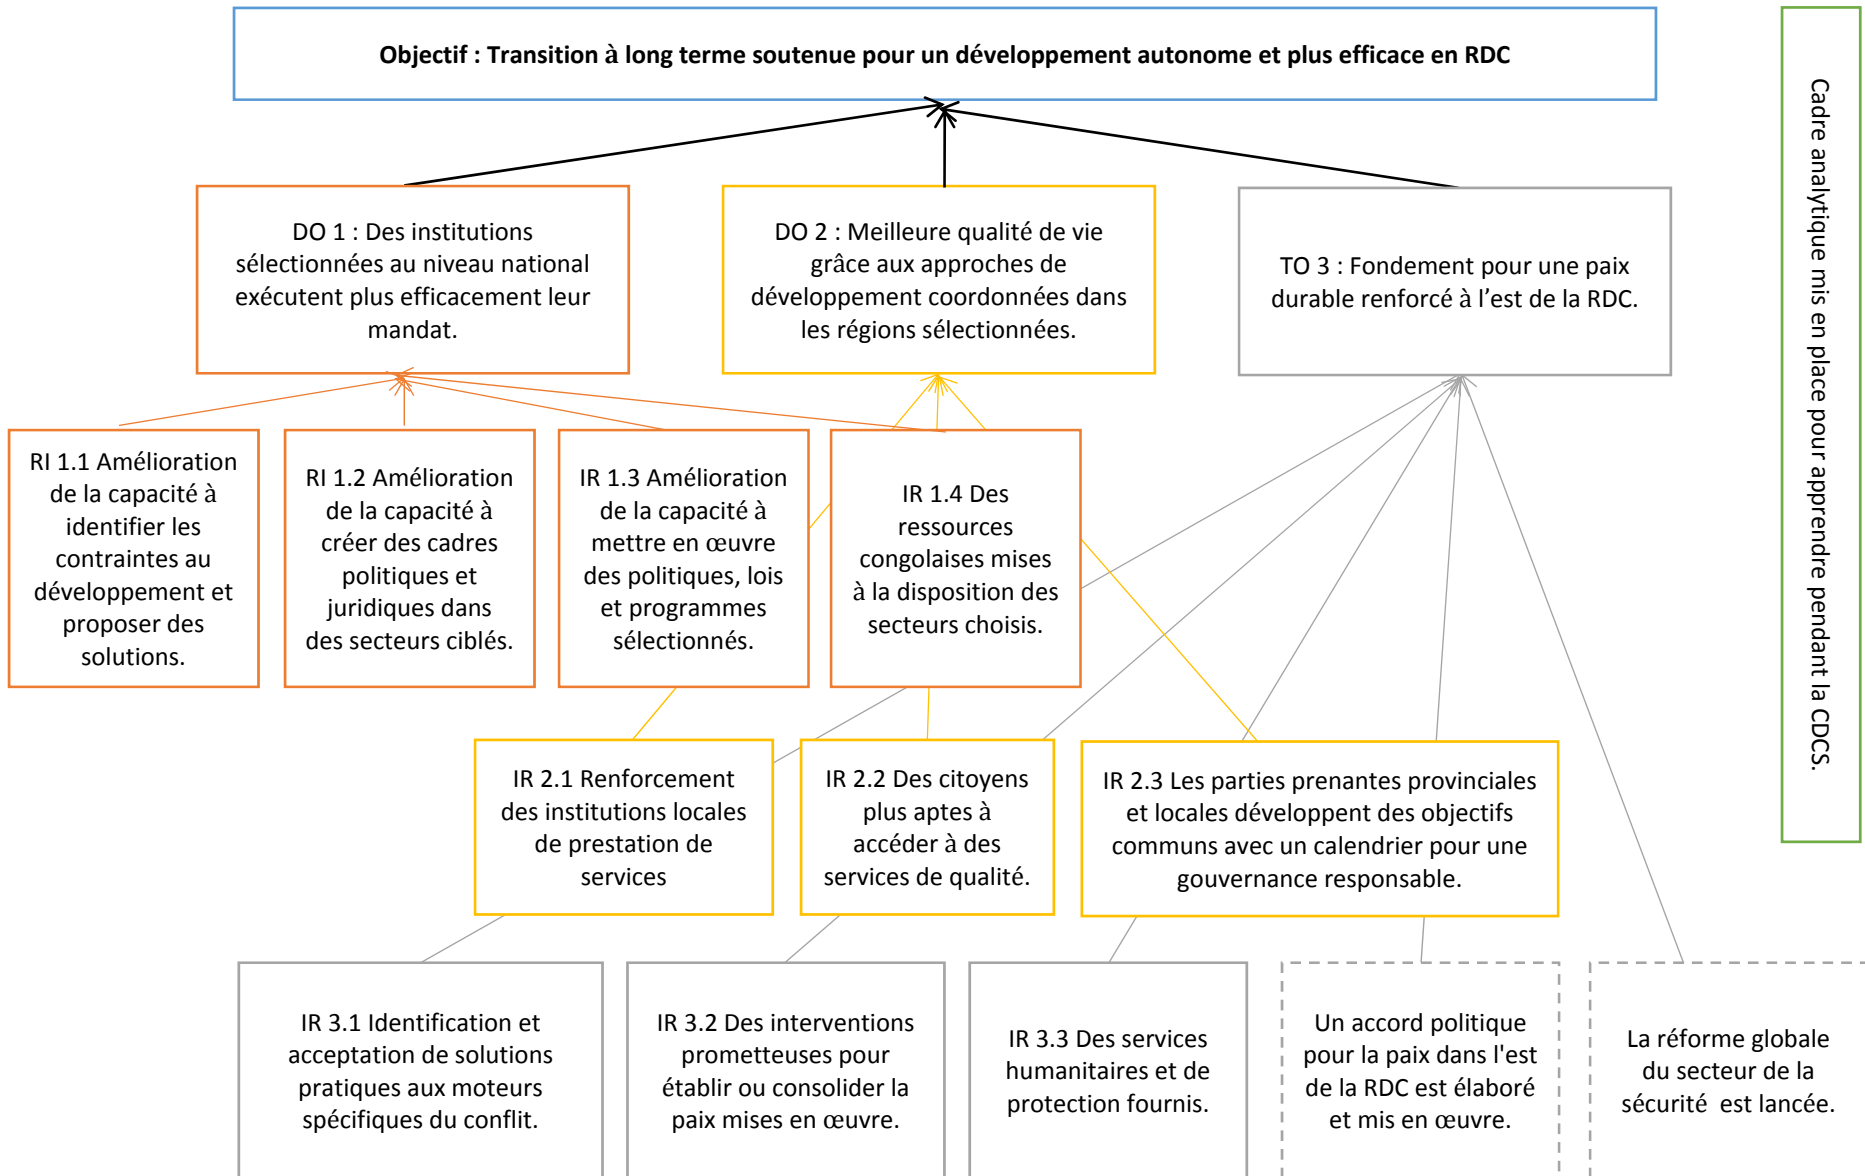 Objectif : Transition à long terme soutenue pour un développement autonome et plus efficace en RDC
DO 1 : Des institutions
sélectionnées au niveau national
exécutent plus efficacement leur
mandat.
DO 2 : Meilleure qualité de vie
grâce aux approches de
développement coordonnées dans
les régions sélectionnées.
TO 3 : Fondement pour une paix
durable renforcé à l’est de la RDC.
Cadre analytique mis en place pour apprendre pendant la CDCS.
RI 1.1 Amélioration
de la capacité à
identifier les
contraintes au
développement et
proposer des
solutions.
RI 1.2 Amélioration
de la capacité à
créer des cadres
politiques et
juridiques dans
des secteurs ciblés.
IR 1.3 Amélioration
de la capacité à
mettre en œuvre
des politiques, lois
et programmes
sélectionnés.
IR 1.4 Des
ressources
congolaises mises
à la disposition des
secteurs choisis.
IR 2.1 Renforcement
des institutions locales
de prestation de
services
IR 2.2 Des citoyens
plus aptes à
accéder à des
services de qualité.
IR 2.3 Les parties prenantes provinciales
et locales développent des objectifs
communs avec un calendrier pour une
gouvernance responsable.
IR 3.1 Identification et
acceptation de solutions
pratiques aux moteurs
spécifiques du conflit.
IR 3.2 Des interventions
prometteuses pour
établir ou consolider la
paix mises en œuvre.
IR 3.3 Des services
humanitaires et de
protection fournis.
Un accord politique
pour la paix dans l'est
de la RDC est élaboré
et mis en œuvre.
La réforme globale
du secteur de la
sécurité est lancée.